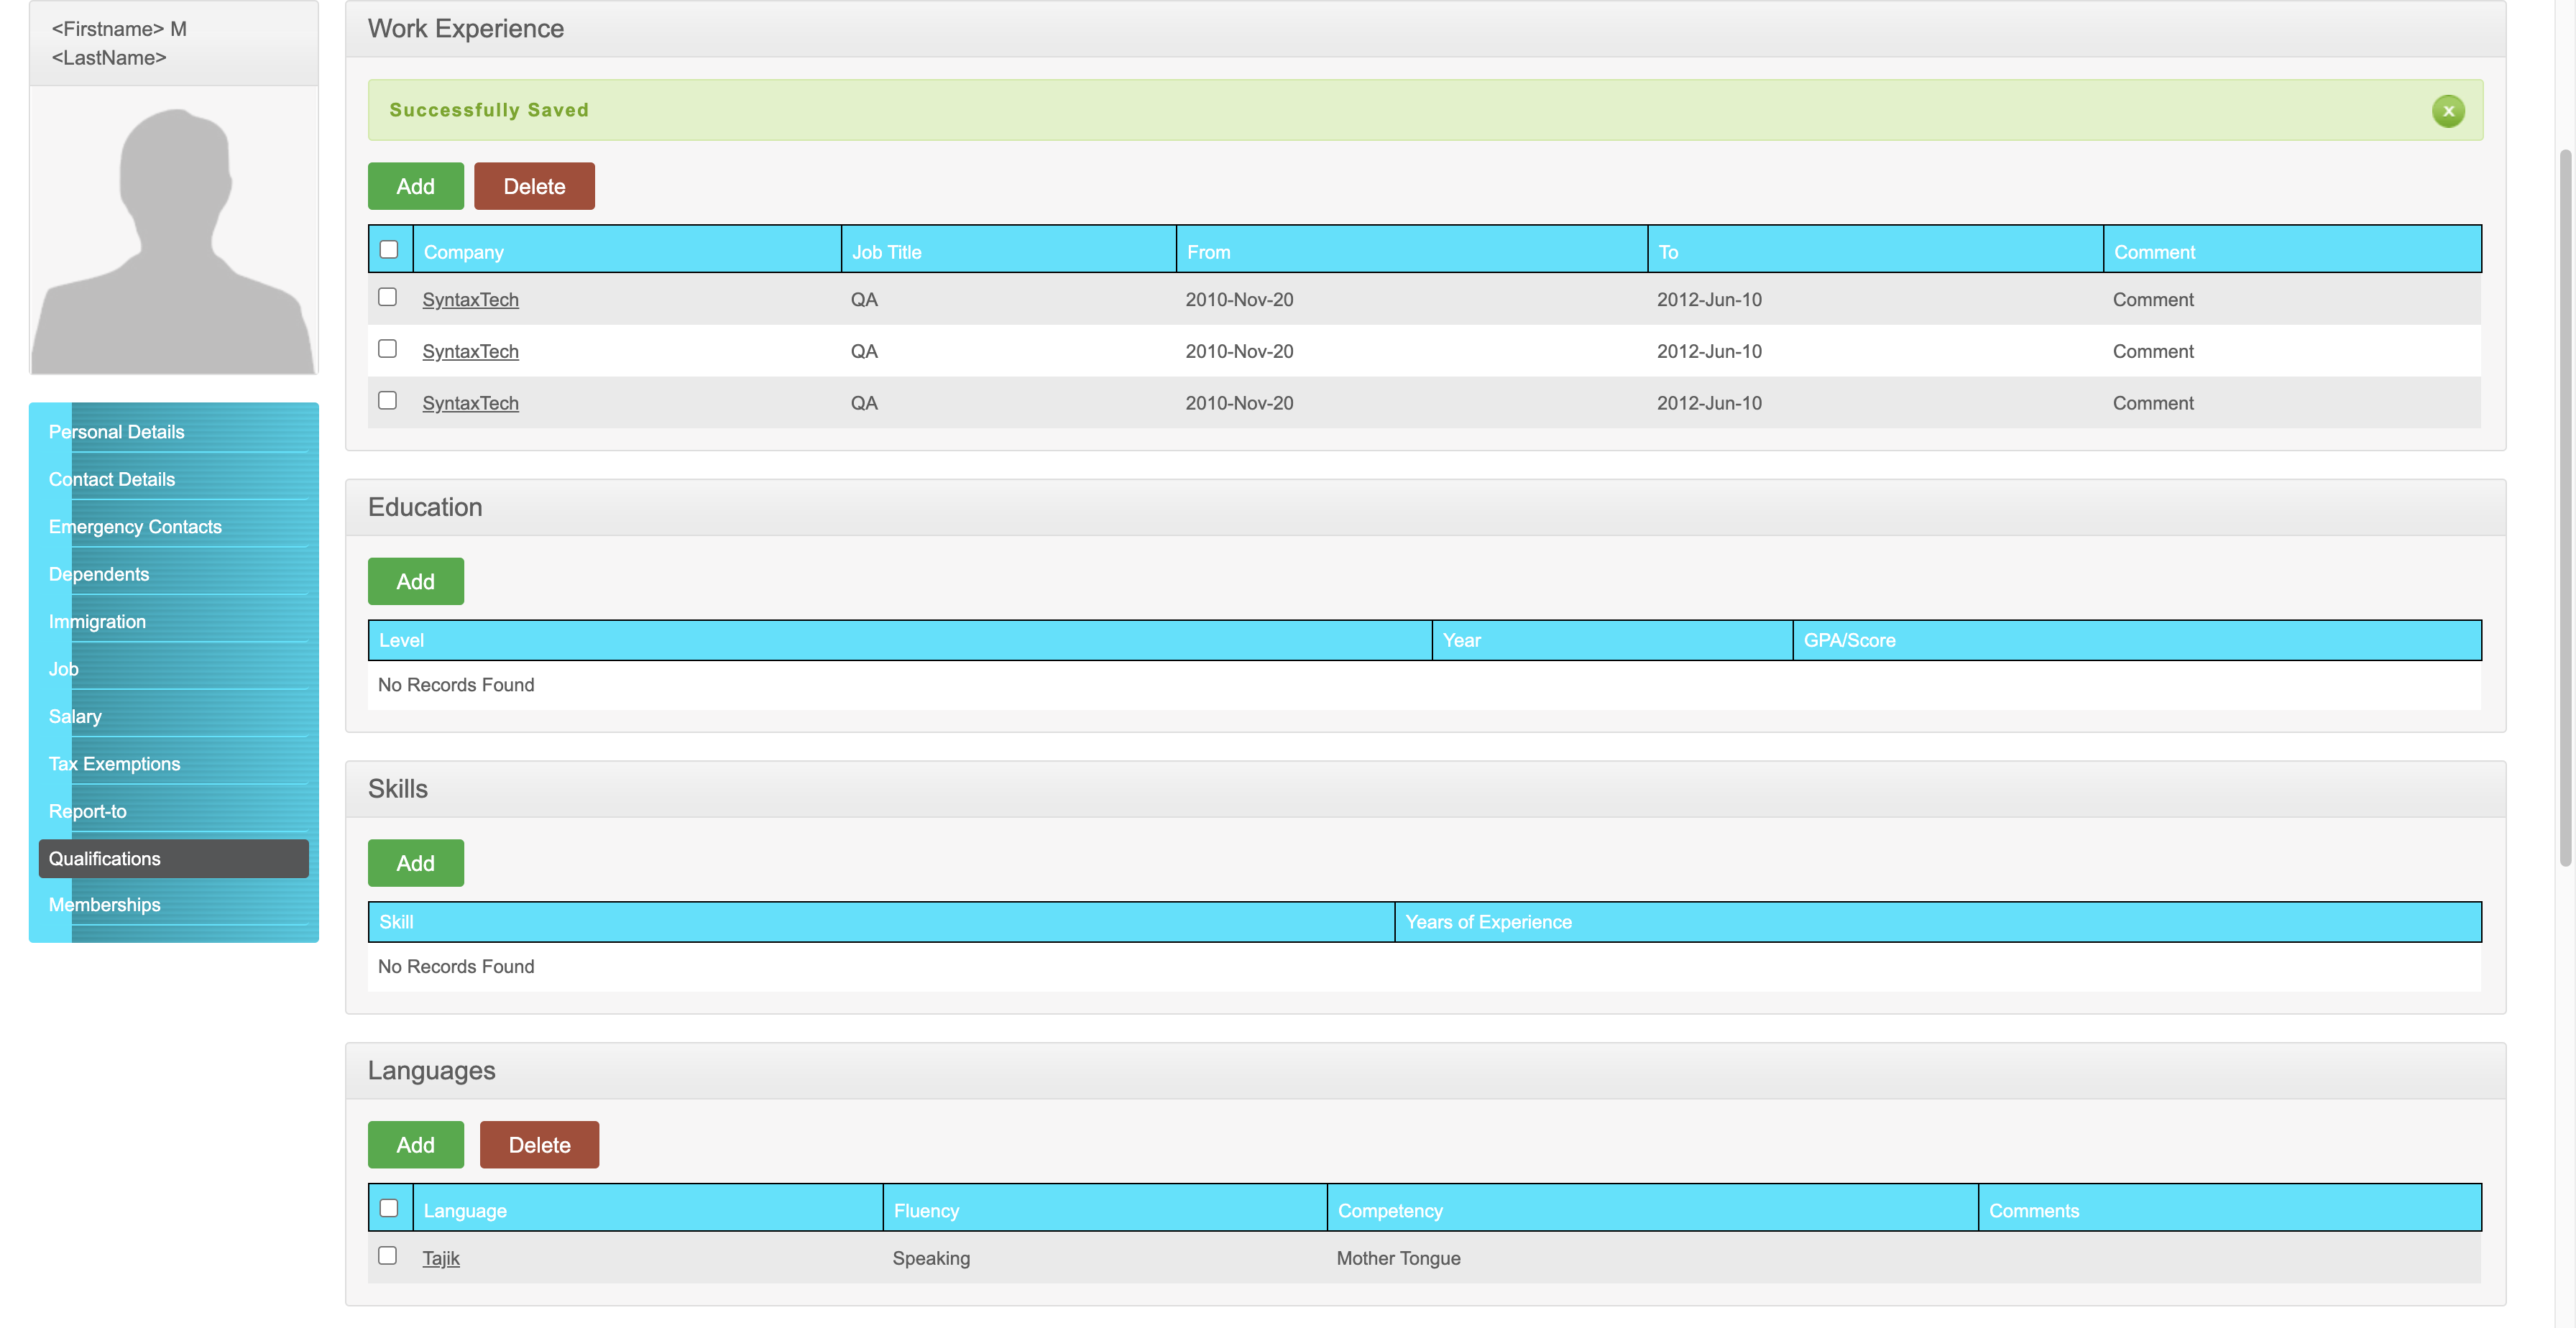 <Firstname> M
<LastName>
Personal Details
Contact Details
Emergency Contacts
Dependents
Immigration
Job
Salary
Tax Exemptions
Report-to
Qualifications
Memberships
Work Experience
Successfully Saved
x
Add Delete
Company Job Title From To Comment
SyntaxTech QA 2010-Nov-20 2012-Jun-10 Comment
SyntaxTech QA 2010-Nov-20 2012-Jun-10 Comment
SyntaxTech QA 2010-Nov-20 2012-Jun-10 Comment
Education
Add
Level Year GPA/Score
No Records Found
Skills
Add
Skill Years of Experience
No Records Found
Languages
Add Delete
Language Fluency Competency Comments
Tajik Speaking Mother Tongue